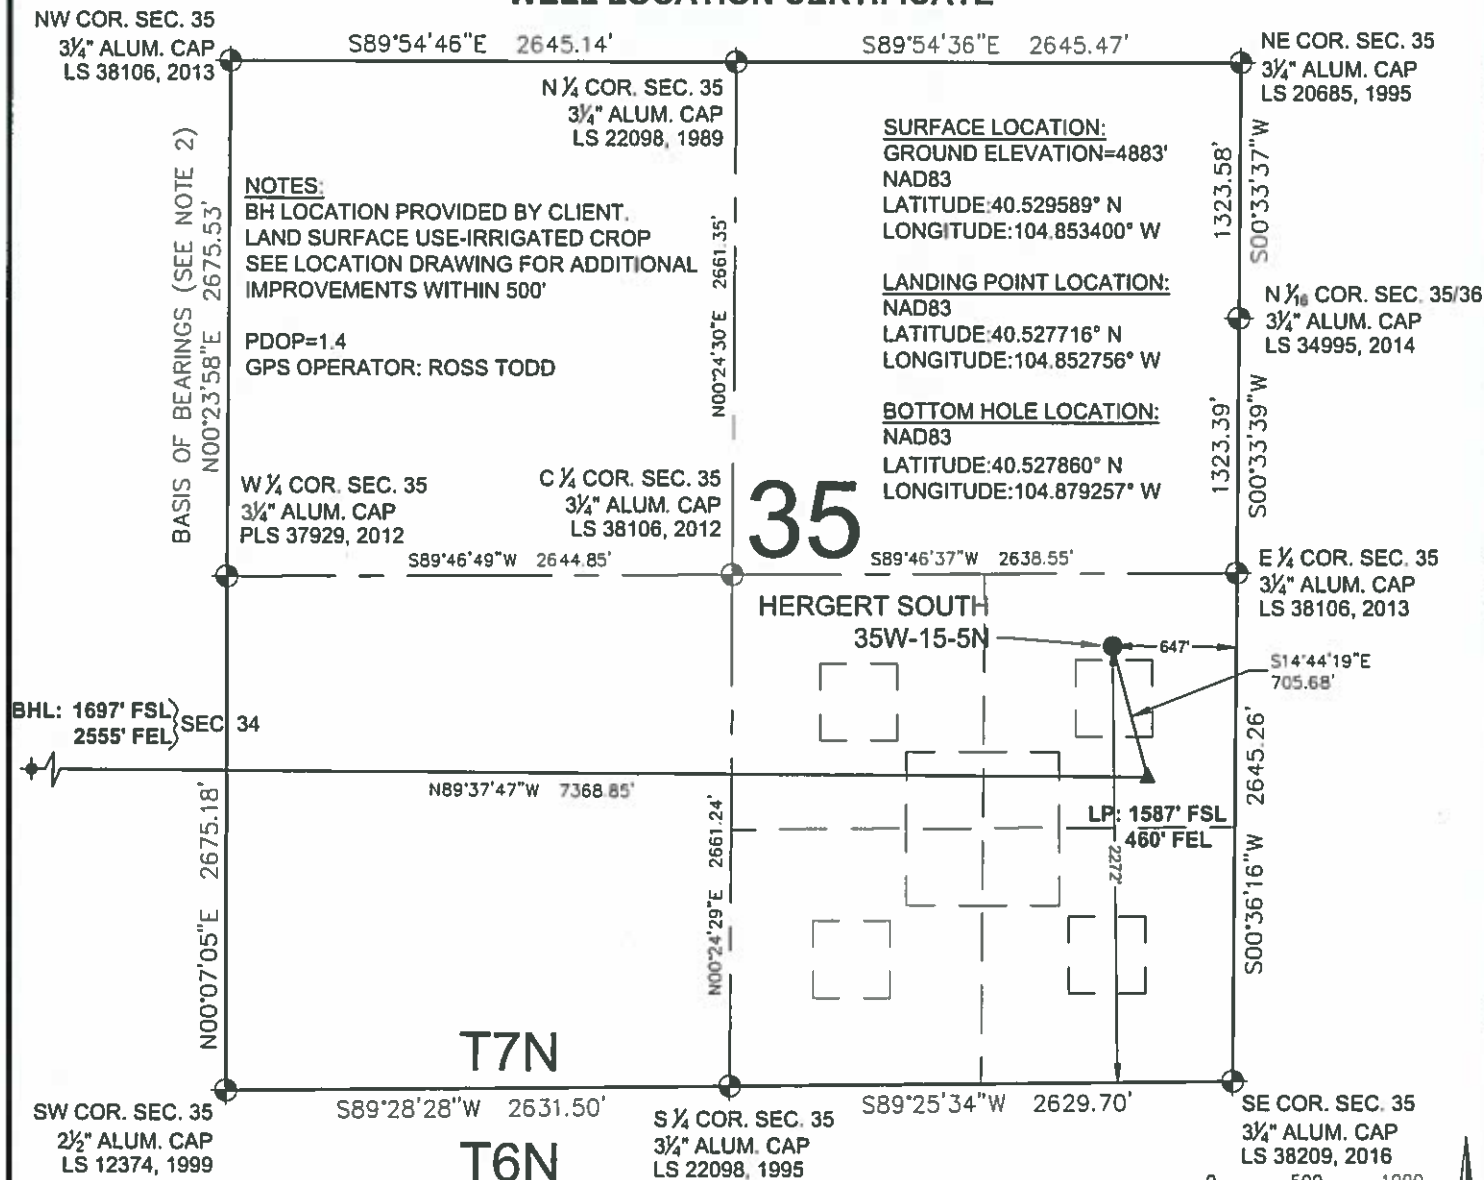 WELL LOCATION CERTIFICATE
NW COR. SEC. 35
3¼" ALUM. CAP
LS 38106, 2013
S89°54'46"E 2645.14'
S89°54'36"E 2645.47'
NE COR. SEC. 35
3¼" ALUM. CAP
LS 20685, 1995
N ¼ COR. SEC. 35
3¼" ALUM. CAP
LS 22098, 1989
BASIS OF BEARINGS (SEE NOTE 2)
N00°23'58"E 2675.53'
NOTES:
BH LOCATION PROVIDED BY CLIENT.
LAND SURFACE USE-IRRIGATED CROP
SEE LOCATION DRAWING FOR ADDITIONAL
IMPROVEMENTS WITHIN 500'
PDOP=1.4
GPS OPERATOR: ROSS TODD
N00°24'30"E 2661.35'
SURFACE LOCATION:
GROUND ELEVATION=4883'
NAD83
LATITUDE:40.529589° N
LONGITUDE:104.853400° W
LANDING POINT LOCATION:
NAD83
LATITUDE:40.527716° N
LONGITUDE:104.852756° W
BOTTOM HOLE LOCATION:
NAD83
LATITUDE:40.527860° N
LONGITUDE:104.879257° W
1323.58'
S00°33'37"W
N 1⁄16 COR. SEC. 35/36
3¼" ALUM. CAP
LS 34995, 2014
1323.39'
S00°33'39"W
W ¼ COR. SEC. 35
3¼" ALUM. CAP
PLS 37929, 2012
C ¼ COR. SEC. 35
3¼" ALUM. CAP
LS 38106, 2012
35
S89°46'49"W 2644.85'
S89°46'37"W 2638.55'
E ¼ COR. SEC. 35
3¼" ALUM. CAP
LS 38106, 2013
HERGERT SOUTH
35W-15-5N
647'
S14°44'19"E
705.68'
BHL: 1697' FSL
2555' FEL
SEC. 34
N89°37'47"W 7368.85'
LP: 1587' FSL
460' FEL
2272'
N00°07'05"E 2675.18'
N00°24'29"E 2661.24'
S00°36'16"W 2645.26'
T7N
SW COR. SEC. 35
2½" ALUM. CAP
LS 12374, 1999
S89°28'28"W 2631.50'
T6N
S ¼ COR. SEC. 35
3¼" ALUM. CAP
LS 22098, 1995
S89°25'34"W 2629.70'
SE COR. SEC. 35
3¼" ALUM. CAP
LS 38209, 2016
0 500 1000